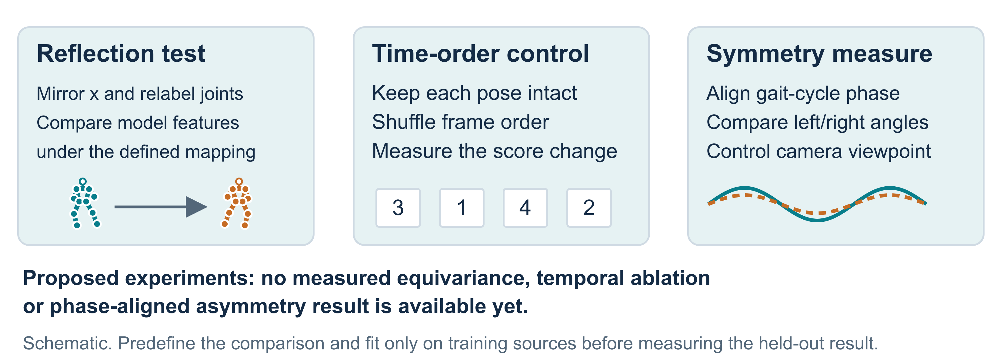 Reflection test
Mirror x and relabel joints
Compare model features
under the defined mapping
Time-order control
Keep each pose intact
Shuffle frame order
Measure the score change
3 1 4 2
Symmetry measure
Align gait-cycle phase
Compare left/right angles
Control camera viewpoint
Proposed experiments: no measured equivariance, temporal ablation
or phase-aligned asymmetry result is available yet.
Schematic. Predefine the comparison and fit only on training sources before measuring the held-out result.